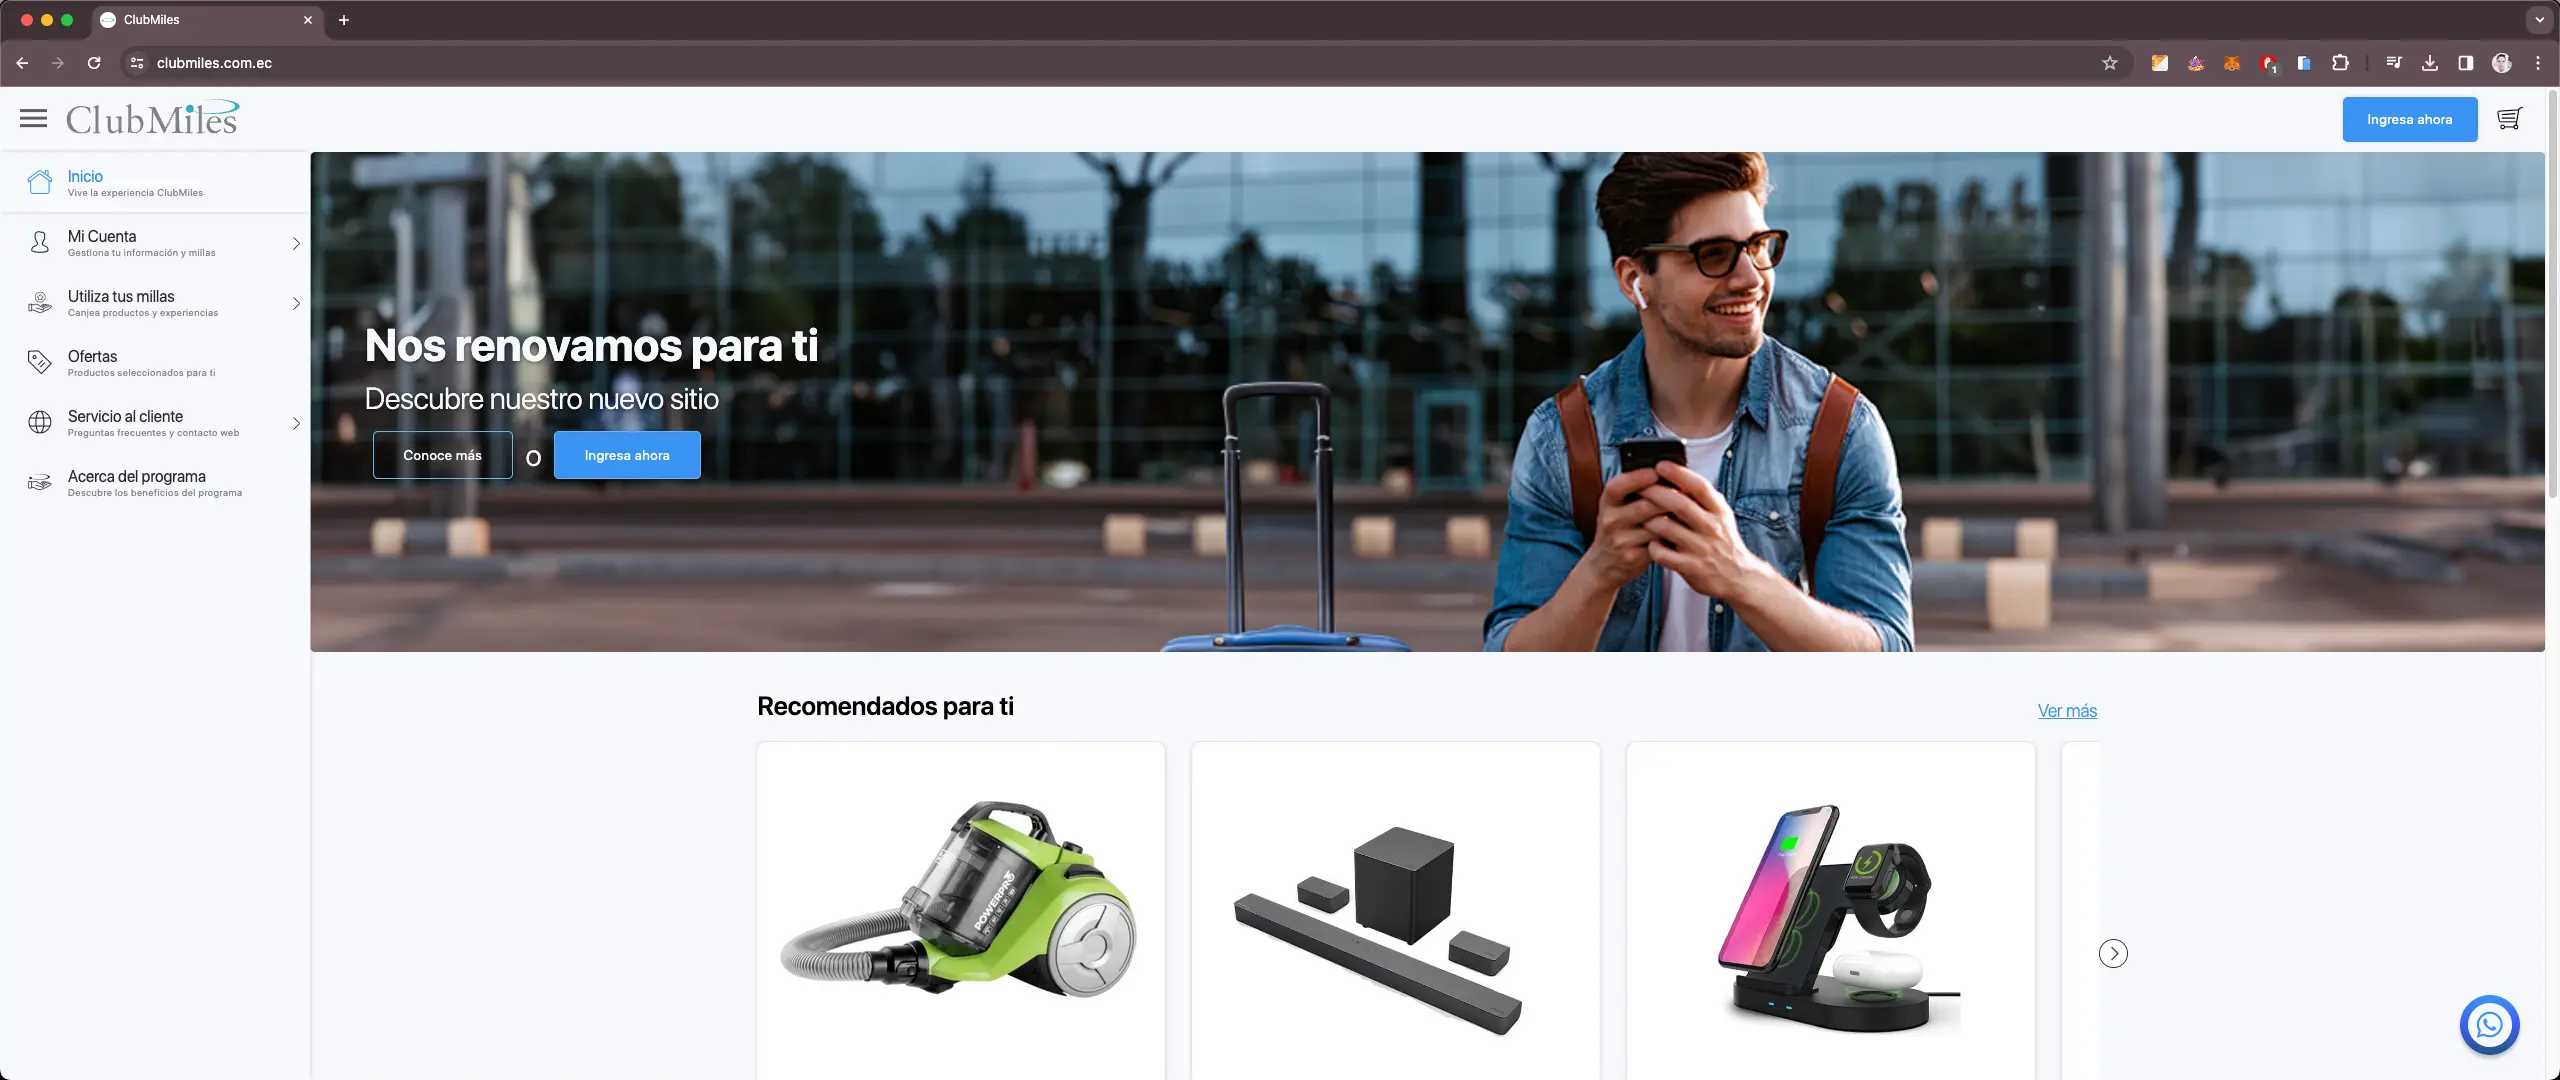 ClubMiles
clubmiles.com.ec
1
ClubMiles
Ingresa ahora
Inicio
Vive la experiencia ClubMiles
Mi Cuenta
Gestiona tu información y millas
Utiliza tus millas
Canjea productos y experiencias
Ofertas
Productos seleccionados para ti
Servicio al cliente
Preguntas frecuentes y contacto web
Acerca del programa
Descubre los beneficios del programa
Nos renovamos para ti
Descubre nuestro nuevo sitio
Conoce más o Ingresa ahora
Recomendados para ti
Ver más
POWERPRO